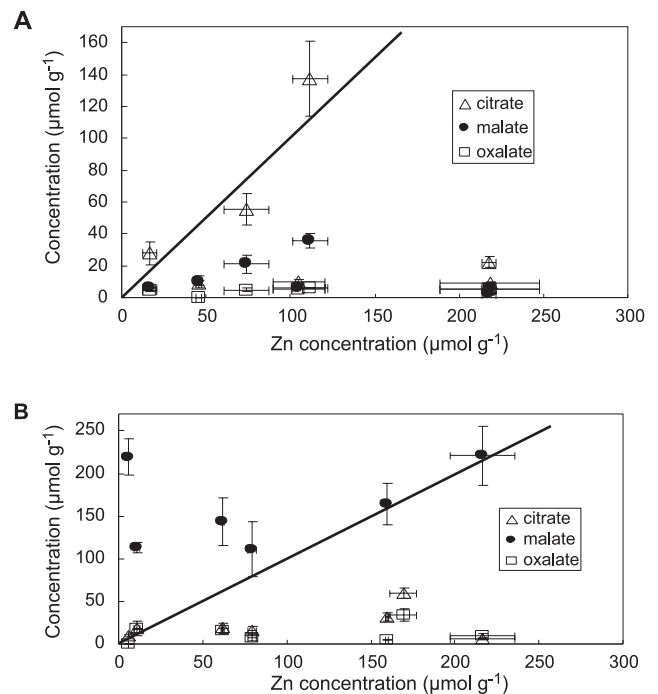 A
Concentration (μmol g⁻¹)
160
140
120
100
80
60
40
20
0
citrate
malate
oxalate
0 50 100 150 200 250 300
Zn concentration (μmol g⁻¹)
B
Concentration (μmol g⁻¹)
250
200
150
100
50
0
citrate
malate
oxalate
0 50 100 150 200 250 300
Zn concentration (μmol g⁻¹)